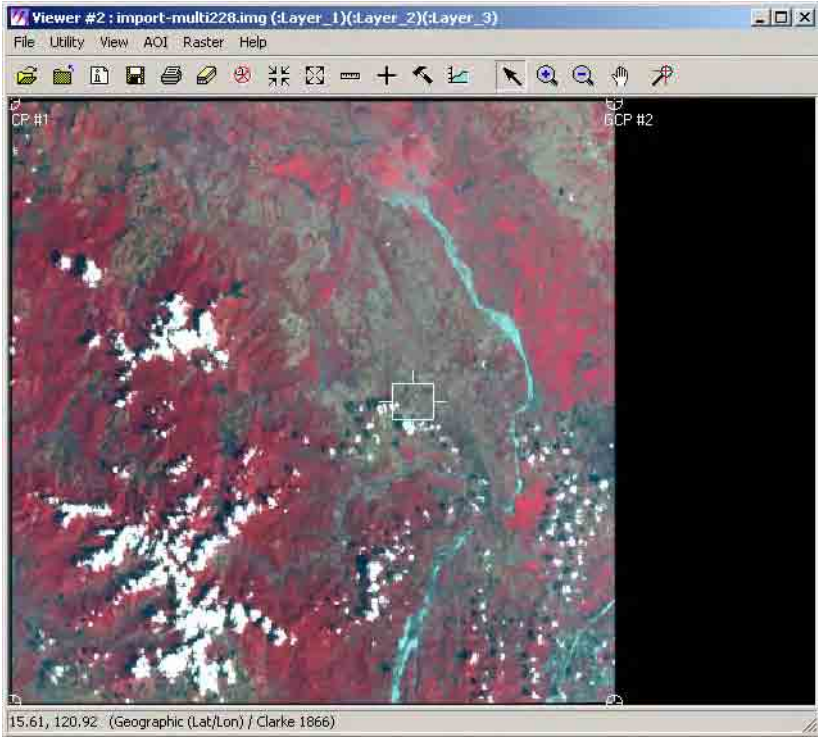 Viewer #2 : import-multi228.img (:Layer_1)(:Layer_2)(:Layer_3)
File Utility View AOI Raster Help
CP #1
GCP #2
15.61, 120.92 (Geographic (Lat/Lon) / Clarke 1866)